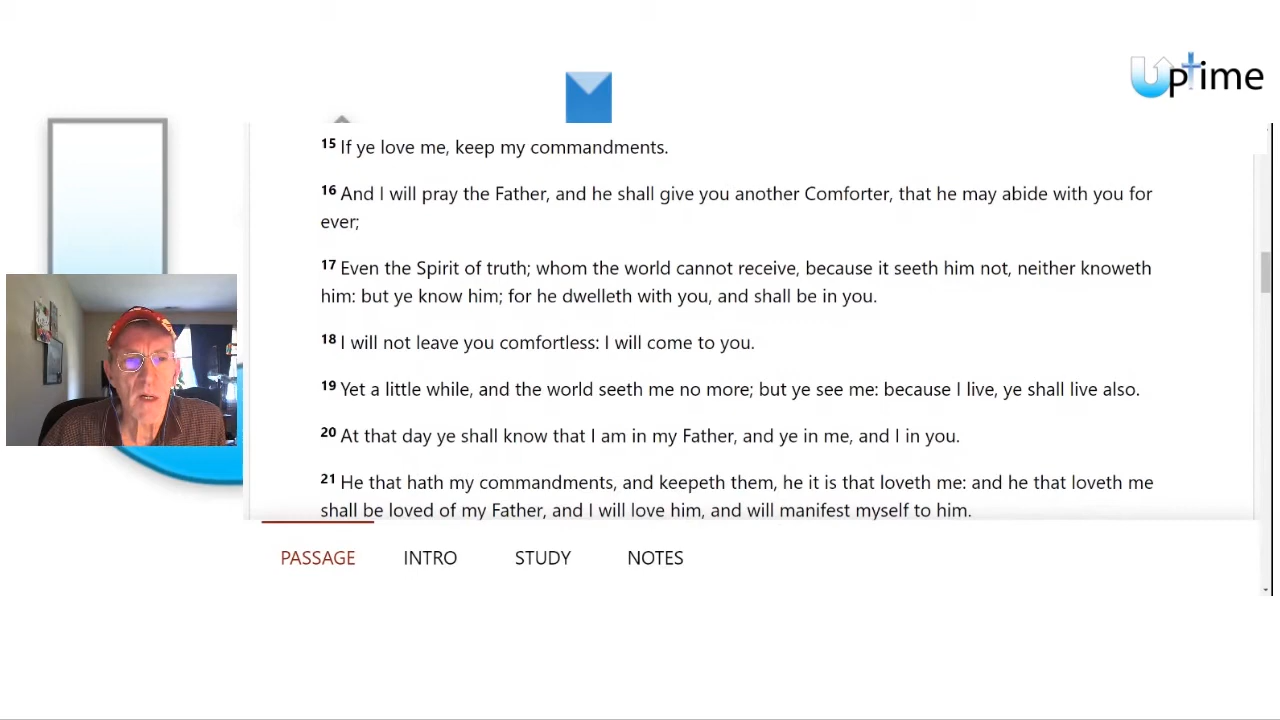 Uptime
15 If ye love me, keep my commandments.
16 And I will pray the Father, and he shall give you another Comforter, that he may abide with you for
ever;
17 Even the Spirit of truth; whom the world cannot receive, because it seeth him not, neither knoweth
him: but ye know him; for he dwelleth with you, and shall be in you.
18 I will not leave you comfortless: I will come to you.
19 Yet a little while, and the world seeth me no more; but ye see me: because I live, ye shall live also.
20 At that day ye shall know that I am in my Father, and ye in me, and I in you.
21 He that hath my commandments, and keepeth them, he it is that loveth me: and he that loveth me
shall be loved of my Father, and I will love him, and will manifest myself to him.
PASSAGE INTRO STUDY NOTES